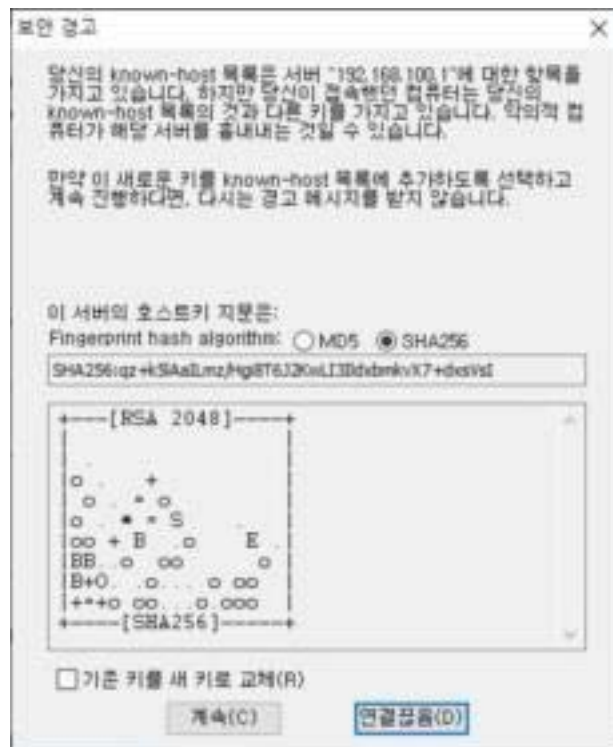 보안 경고
당신의 known-host 목록은 서버 "192.168.100.1"에 대한 항목을
가지고 있습니다. 하지만 당신이 접속했던 컴퓨터는 당신의
known-host 목록의 것과 다른 키를 가지고 있습니다. 악의적 컴
퓨터가 해당 서버를 흉내내는 것일 수 있습니다.
만약 이 새로운 키를 known-host 목록에 추가하도록 선택하고
계속 진행하다면, 다시는 경고 메시지를 받지 않습니다.
이 서버의 호스트키 지문은:
Fingerprint hash algorithm: MD5 SHA256
+----[RSA 2048]----+
+----[SHA256]-----+
기존 키를 새 키로 교체(R)
계속(C) 연결끊음(D)